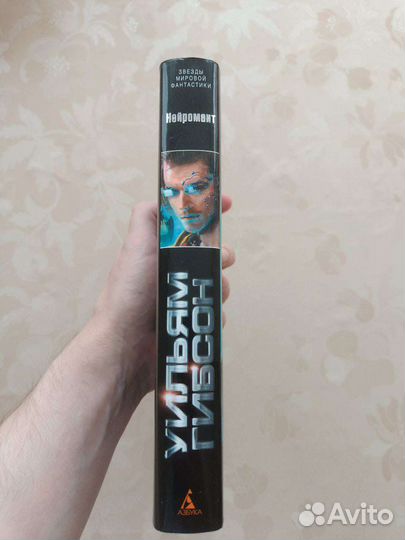 ЗВЕЗДЫ
МИРОВОЙ
ФАНТАСТИКИ
Нейромант
УИЛЬЯМ
ГИБСОН
АЗБУКА
Avito